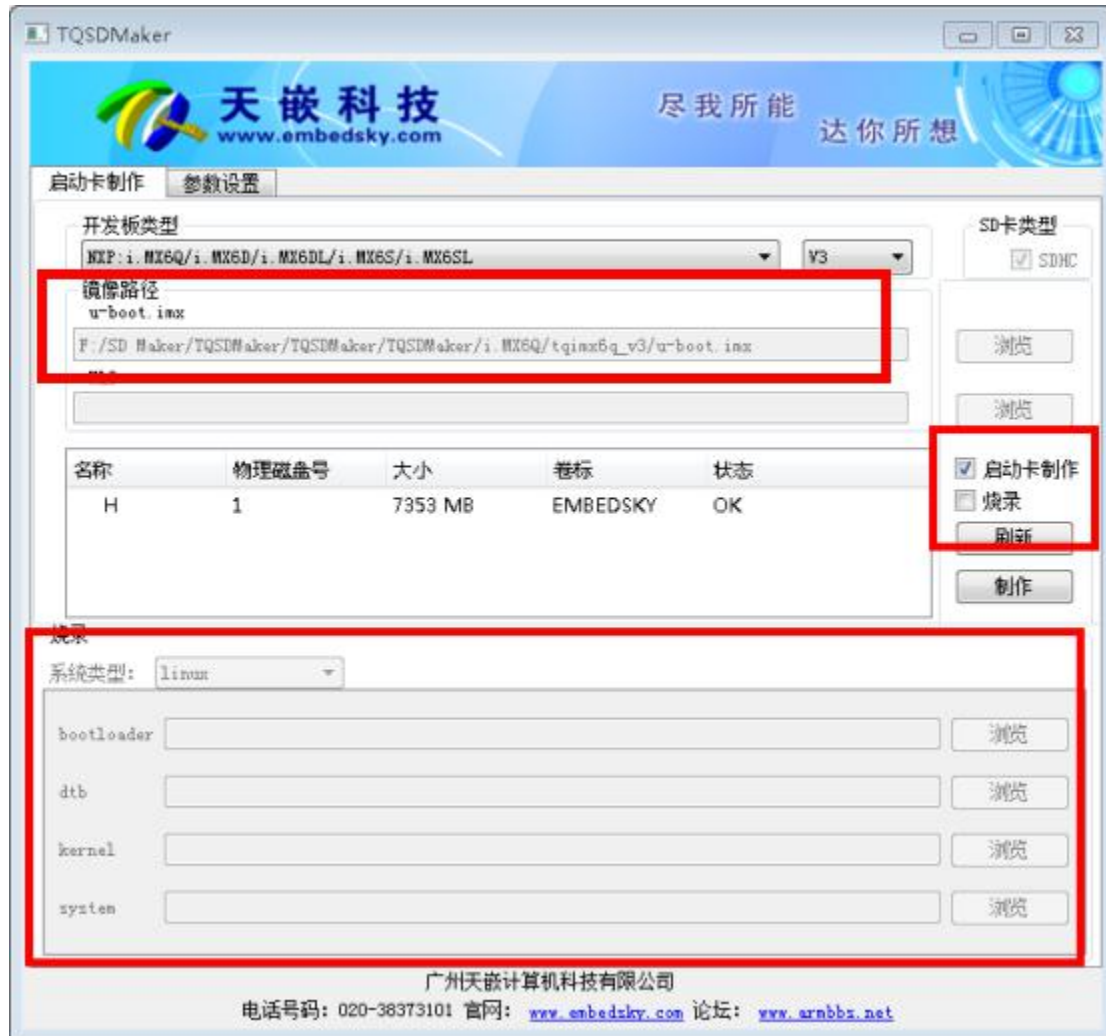 TQSDMaker
天嵌科技
www.embedsky.com
尽我所能
达你所想
启动卡制作 参数设置
开发板类型 SD卡类型
NXP:i.MX6Q/i.MX6D/i.MX6DL/i.MX6S/i.MX6SL V3 SDHC
镜像路径
u-boot.imx
F:/SD Maker/TQSDMaker/TQSDMaker/TQSDMaker/i.MX6Q/tqimx6q_v3/u-boot.imx 浏览
浏览
名称 物理磁盘号 大小 卷标 状态 启动卡制作
H 1 7353 MB EMBEDSKY OK 烧录
刷新
制作
烧录
系统类型: linux
bootloader 浏览
dtb 浏览
kernel 浏览
system 浏览
广州天嵌计算机科技有限公司
电话号码: 020-38373101 官网: www.embedsky.com 论坛: www.armbbs.net